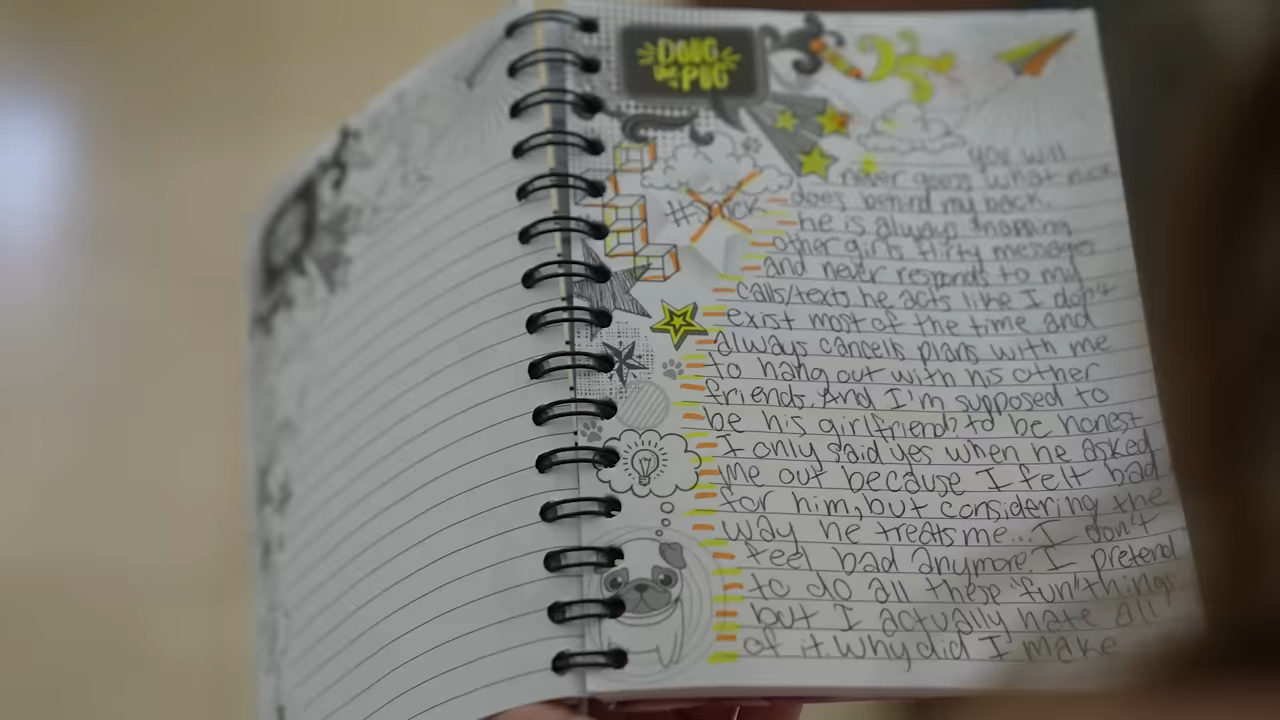 DOUG
the PUG
you will
never guess what nick
does behind my back.
#snick
he is always snapping
other girls flirty messages
and never responds to my
calls/texts he acts like I don't
exist most of the time and
always cancells plans with me
to hang out with his other
friends. And I'm supposed to
be his girlfriend? to be honest
I only said yes when he asked
me out because I felt bad
for him, but considering the
way he treats me... I don't
feel bad anymore. I pretend
to do all these "fun" things
but I actually hate all
of it. Why did I make